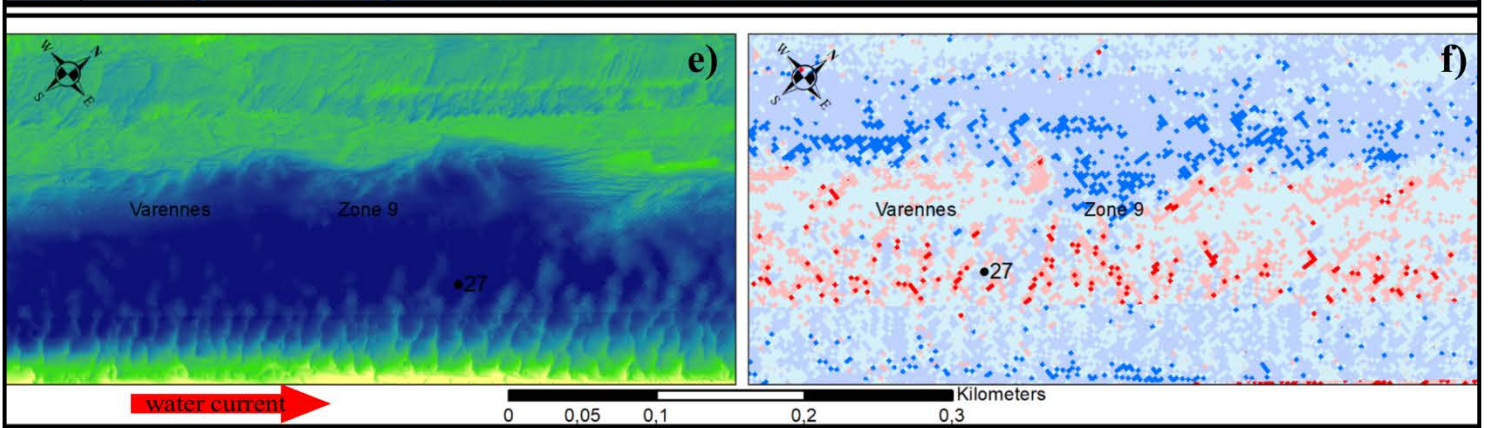 W N e)
S E
Varennes Zone 9
27
W N f)
S E
Varennes Zone 9
27
water current
Kilometers
0 0,05 0,1 0,2 0,3